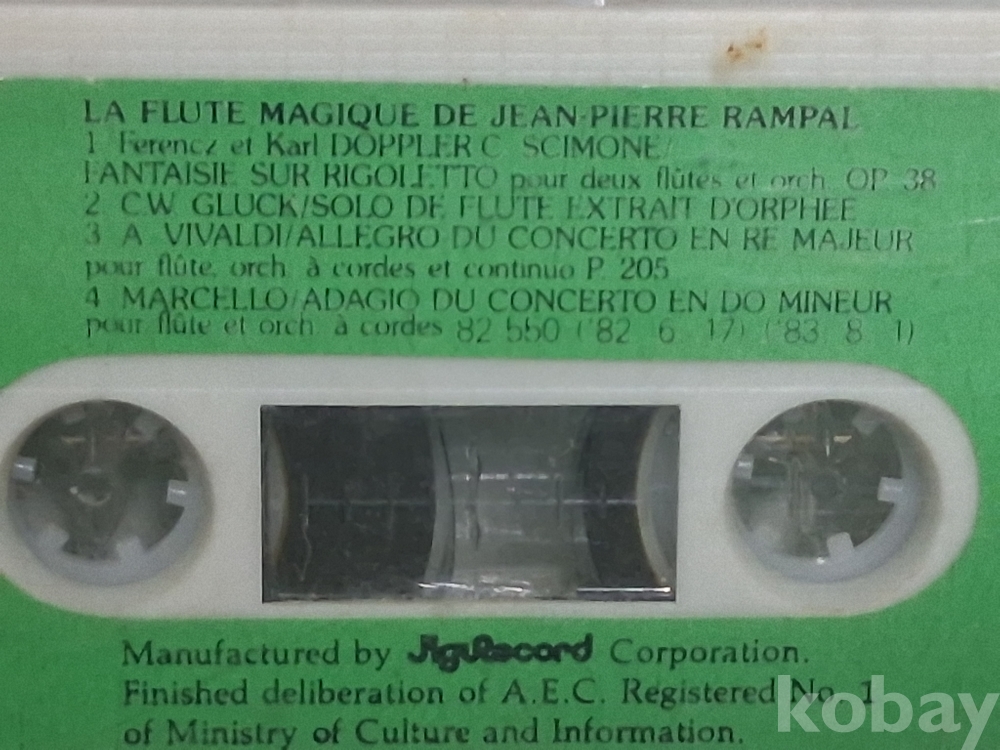 LA FLUTE MAGIQUE DE JEAN-PIERRE RAMPAL
1 Ferencz et Karl DOPPLER C SCIMONE/
FANTAISIE SUR RIGOLETTO pour deux flûtes et orch. OP 38
2 C.W GLUCK/SOLO DE FLUTE EXTRAIT D'ORPHEE
3 A VIVALDI/ALLEGRO DU CONCERTO EN RE MAJEUR
pour flûte, orch. à cordes et continuo P. 205
4 MARCELLO/ADAGIO DU CONCERTO EN DO MINEUR
pour flûte et orch. à cordes 82 550 ('82 6 17) ('83 8 1)
Manufactured by JiguRecord Corporation.
Finished deliberation of A.E.C. Registered No. 1
of Ministry of Culture and Information.
kobay